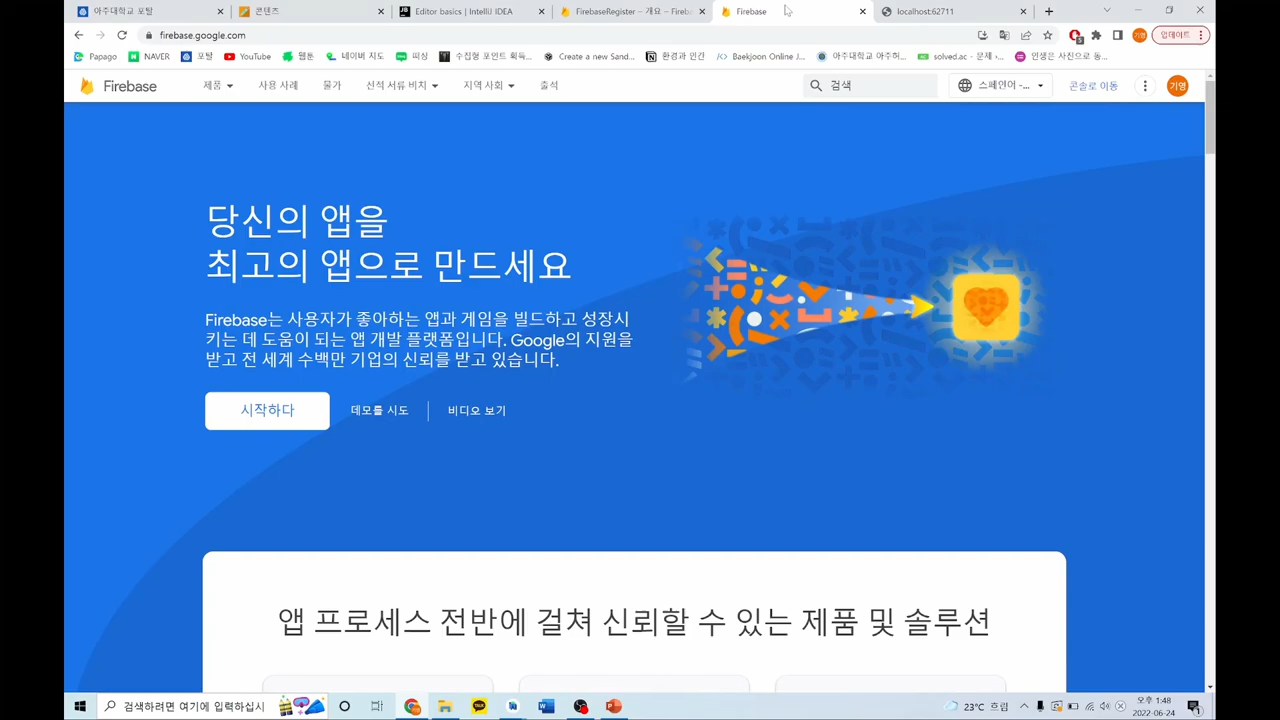 아주대학교 포탈
콘텐츠
Editor basics | IntelliJ IDEA
FirebaseRegister – 개요 – Fireb
Firebase
localhost:62711
firebase.google.com
업데이트
Papago
NAVER
포탈
YouTube
웹툰
네이버 지도
떠상
수집형 포인트 획득...
Create a new Sand...
환경과 인간
Baekjoon Online J...
아주대학교 아주허...
solved.ac - 문제 ›...
인생은 사진으로 동...
Firebase
제품
사용 사례
물가
선적 서류 비치
지역 사회
출석
검색
스페인어 -...
콘솔로 이동
기영
당신의 앱을
최고의 앱으로 만드세요
Firebase는 사용자가 좋아하는 앱과 게임을 빌드하고 성장시
키는 데 도움이 되는 앱 개발 플랫폼입니다. Google의 지원을
받고 전 세계 수백만 기업의 신뢰를 받고 있습니다.
시작하다
데모를 시도
비디오 보기
앱 프로세스 전반에 걸쳐 신뢰할 수 있는 제품 및 솔루션
검색하려면 여기에 입력하십시
23°C 흐림
오후 1:48
2022-06-24